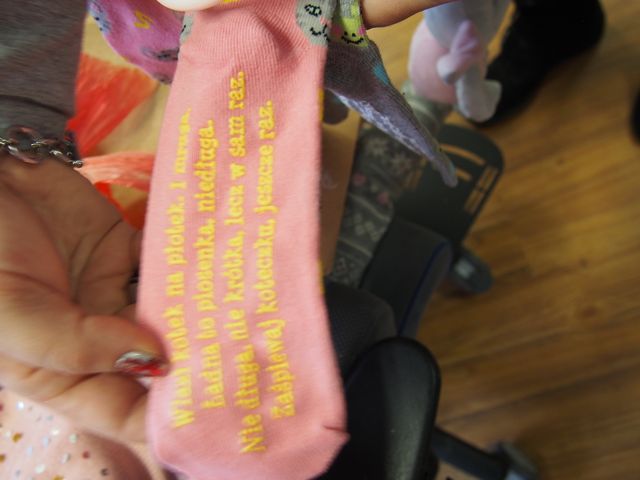 Wlazł kotek na płotek. I mruga.
Ładna to piosenka, niedługa.
Nie długa, nie krótka, lecz w sam raz.
Zaśpiewaj koteczku, jeszcze raz.